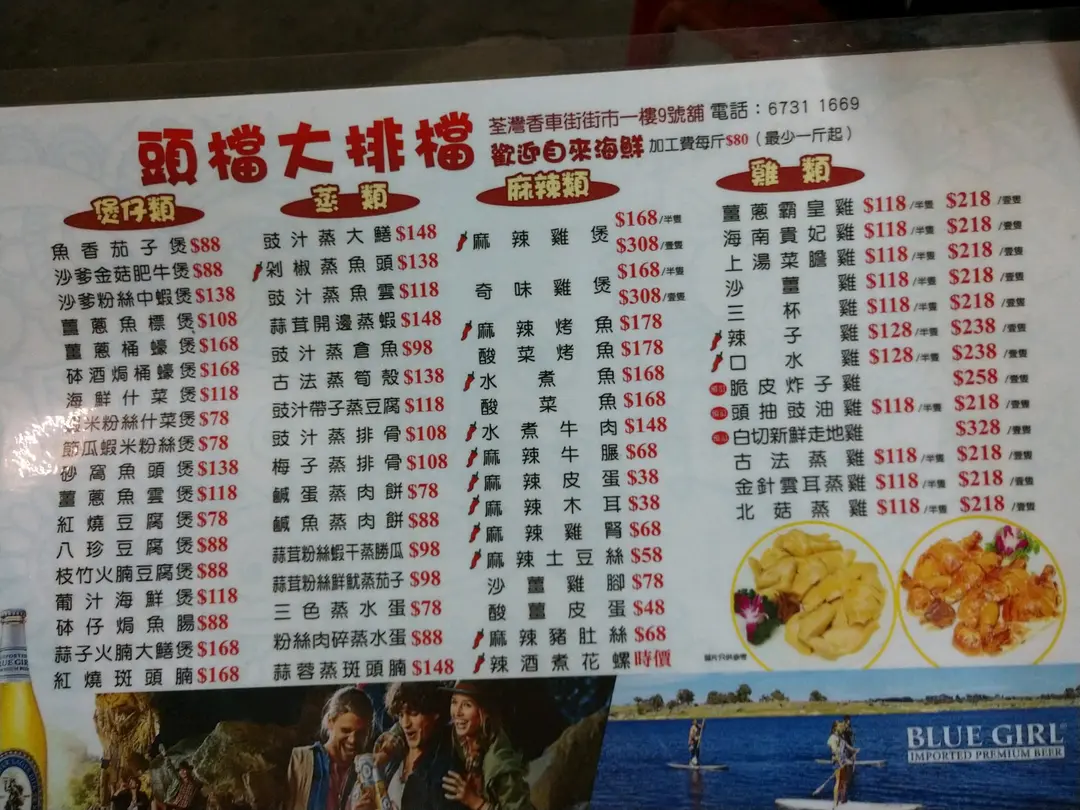 頭檔大排檔
荃灣香車街街市一樓9號舖 電話：6731 1669
歡迎自來海鮮 加工費每斤$80（最少一斤起）
煲仔類
魚香茄子煲$88
沙爹金菇肥牛煲$88
沙爹粉絲中蝦煲$138
薑蔥魚標煲$108
薑蔥桶蠔煲$168
砵酒焗桶蠔煲$168
海鮮什菜煲$118
米粉絲什菜煲$78
節瓜蝦米粉絲煲$78
砂窩魚頭煲$138
薑蔥魚雲煲$118
紅燒豆腐煲$78
八珍豆腐煲$88
枝竹火腩豆腐煲$88
葡汁海鮮煲$118
砵仔焗魚腸$88
蒜子火腩大鱔煲$168
紅燒斑頭腩$168
蒸類
豉汁蒸大鱔$148
剁椒蒸魚頭$138
豉汁蒸魚雲$118
蒜茸開邊蒸蝦$148
豉汁蒸倉魚$98
古法蒸筍殼$138
豉汁帶子蒸豆腐$118
豉汁蒸排骨$108
梅子蒸排骨$108
鹹蛋蒸肉餅$78
鹹魚蒸肉餅$88
蒜茸粉絲蝦干蒸勝瓜$98
蒜茸粉絲鮮魷蒸茄子$98
三色蒸水蛋$78
粉絲肉碎蒸水蛋$88
蒜蓉蒸斑頭腩$148
麻辣類
麻辣雞煲 $168/半隻
$308/壹隻
奇味雞煲 $168/半隻
$308/壹隻
麻辣烤魚$178
酸菜烤魚$178
水煮魚$168
酸菜魚$168
水煮牛肉$148
麻辣牛𦟌$68
麻辣皮蛋$38
麻辣木耳$38
麻辣雞腎$68
麻辣土豆絲$58
沙薑雞腳$78
酸薑皮蛋$48
麻辣豬肚絲$68
辣酒煮花螺時價
雞類
薑蔥霸皇雞$118/半隻 $218/壹隻
海南貴妃雞$118/半隻 $218/壹隻
上湯菜膽雞$118/半隻 $218/壹隻
沙薑雞$118/半隻 $218/壹隻
三杯雞$118/半隻 $218/壹隻
辣子雞$128/半隻 $238/壹隻
口水雞$128/半隻 $238/壹隻
脆皮炸子雞 $258/壹隻
頭抽豉油雞$118/半隻 $218/壹隻
白切新鮮走地雞 $328/壹隻
古法蒸雞$118/半隻 $218/壹隻
金針雲耳蒸雞$118/半隻 $218/壹隻
北菇蒸雞$118/半隻 $218/壹隻
圖片只供參考
BLUE GIRL
IMPORTED PREMIUM BEER